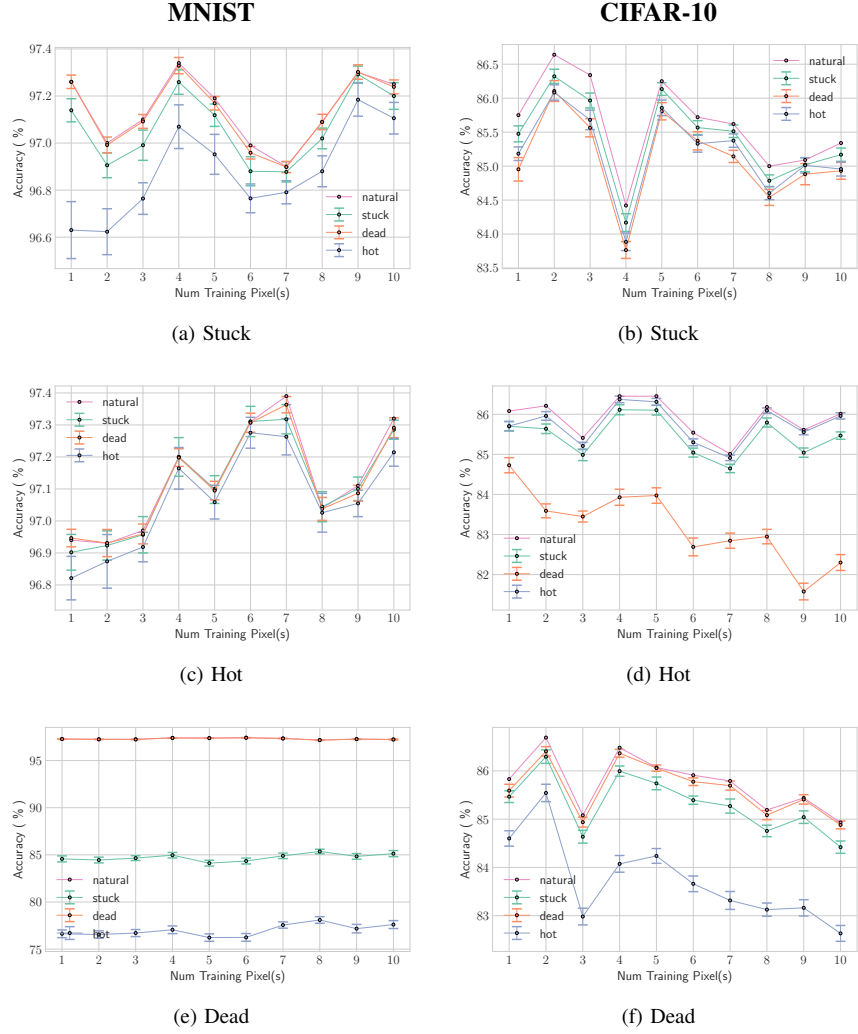 MNIST
CIFAR-10
97.4
97.2
97.0
96.8
96.6
Accuracy ( % )
natural
stuck
dead
hot
1 2 3 4 5 6 7 8 9 10
Num Training Pixel(s)
(a) Stuck
86.5
86.0
85.5
85.0
84.5
84.0
83.5
Accuracy ( % )
natural
stuck
dead
hot
1 2 3 4 5 6 7 8 9 10
Num Training Pixel(s)
(b) Stuck
97.4
97.3
97.2
97.1
97.0
96.9
96.8
Accuracy ( % )
natural
stuck
dead
hot
1 2 3 4 5 6 7 8 9 10
Num Training Pixel(s)
(c) Hot
86
85
84
83
82
Accuracy ( % )
natural
stuck
dead
hot
1 2 3 4 5 6 7 8 9 10
Num Training Pixel(s)
(d) Hot
95
90
85
80
75
Accuracy ( % )
natural
stuck
dead
hot
1 2 3 4 5 6 7 8 9 10
Num Training Pixel(s)
(e) Dead
86
85
84
83
Accuracy ( % )
natural
stuck
dead
hot
1 2 3 4 5 6 7 8 9 10
Num Training Pixel(s)
(f) Dead